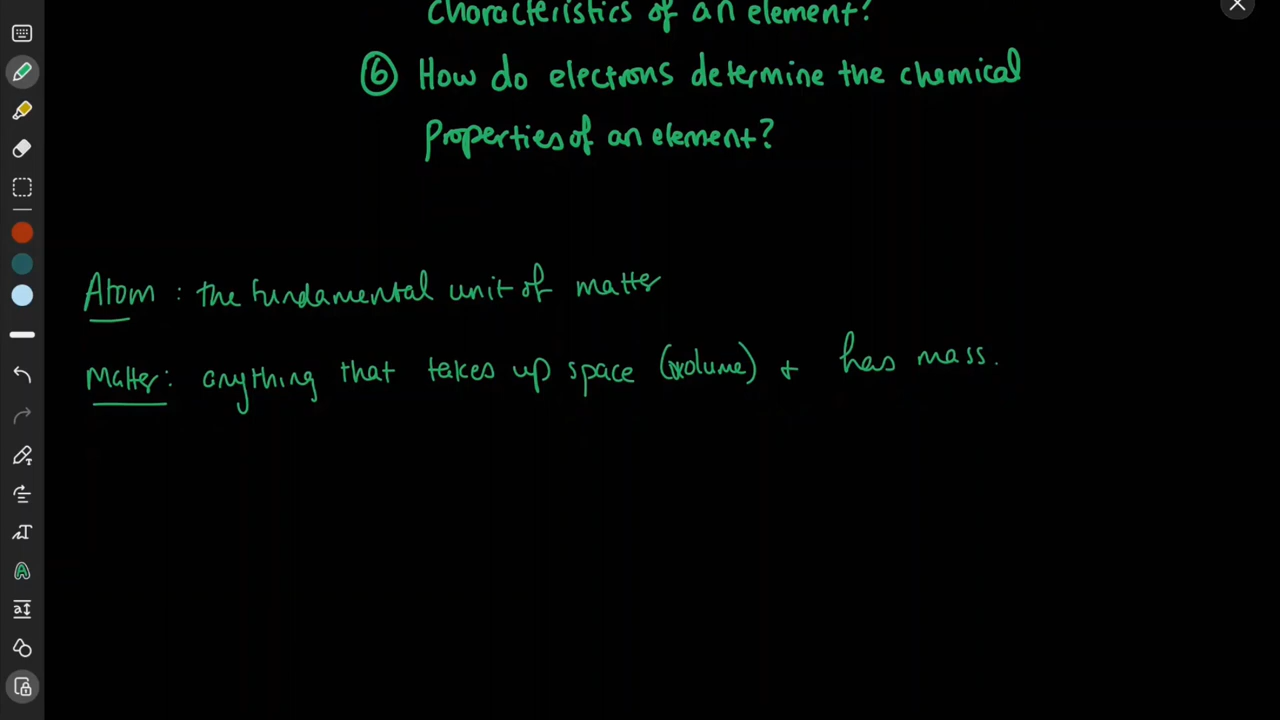 characteristics of an element?
⑥ How do electrons determine the chemical
properties of an element?
Atom : the fundamental unit of matter
Matter: anything that takes up space (volume) + has mass.